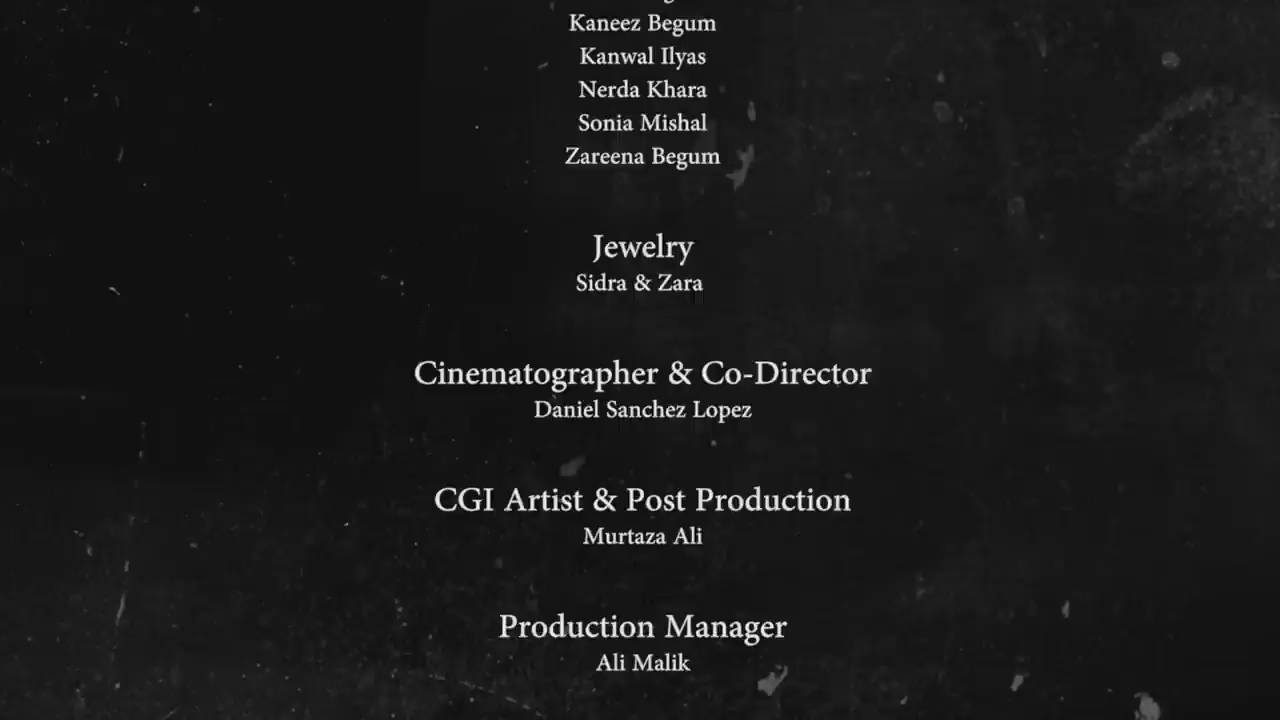 Kaneez Begum
Kanwal Ilyas
Nerda Khara
Sonia Mishal
Zareena Begum
Jewelry
Sidra & Zara
Cinematographer & Co-Director
Daniel Sanchez Lopez
CGI Artist & Post Production
Murtaza Ali
Production Manager
Ali Malik